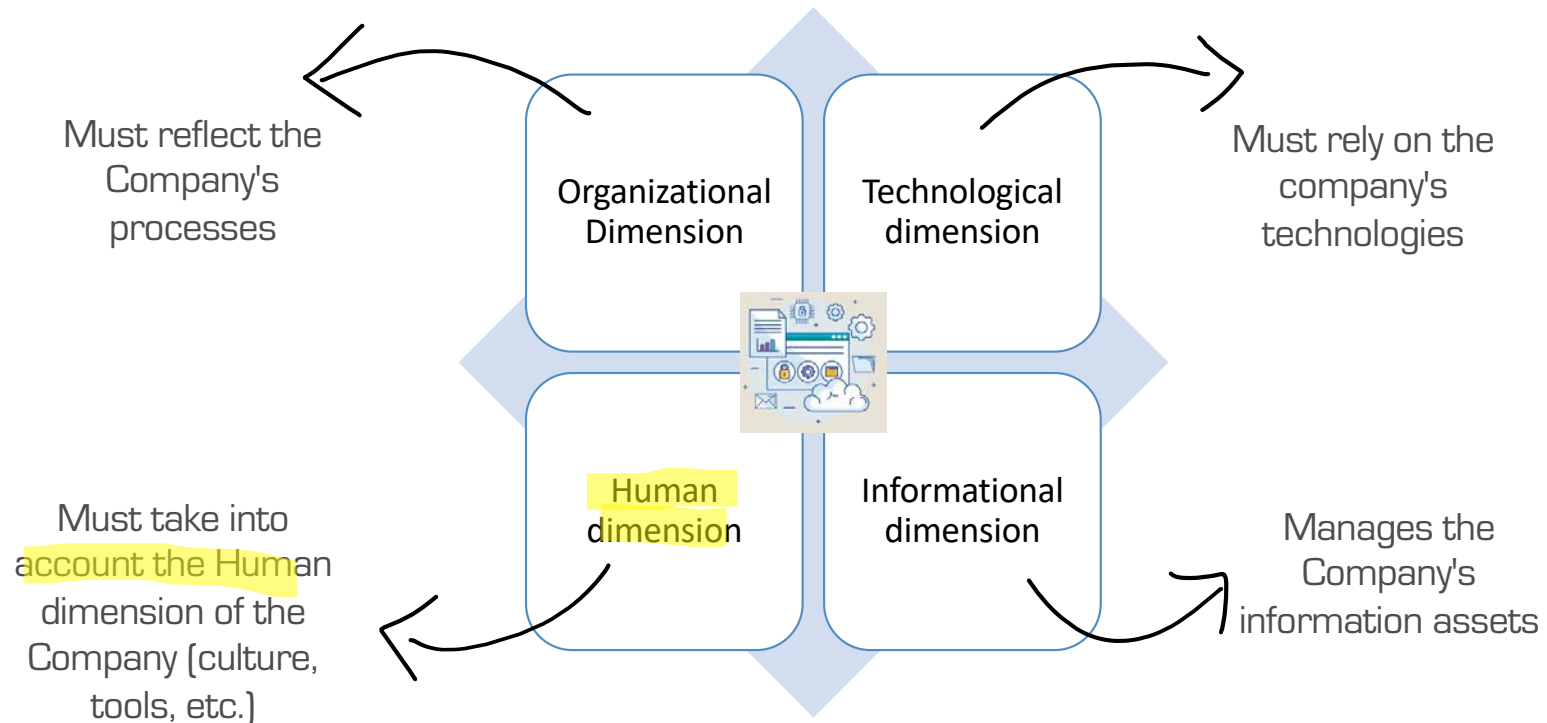 Must reflect the
Company's
processes
Organizational
Dimension
Technological
dimension
Must rely on the
company's
technologies
Must take into
account the Human
dimension of the
Company (culture,
tools, etc.)
Human
dimension
Informational
dimension
Manages the
Company's
information assets